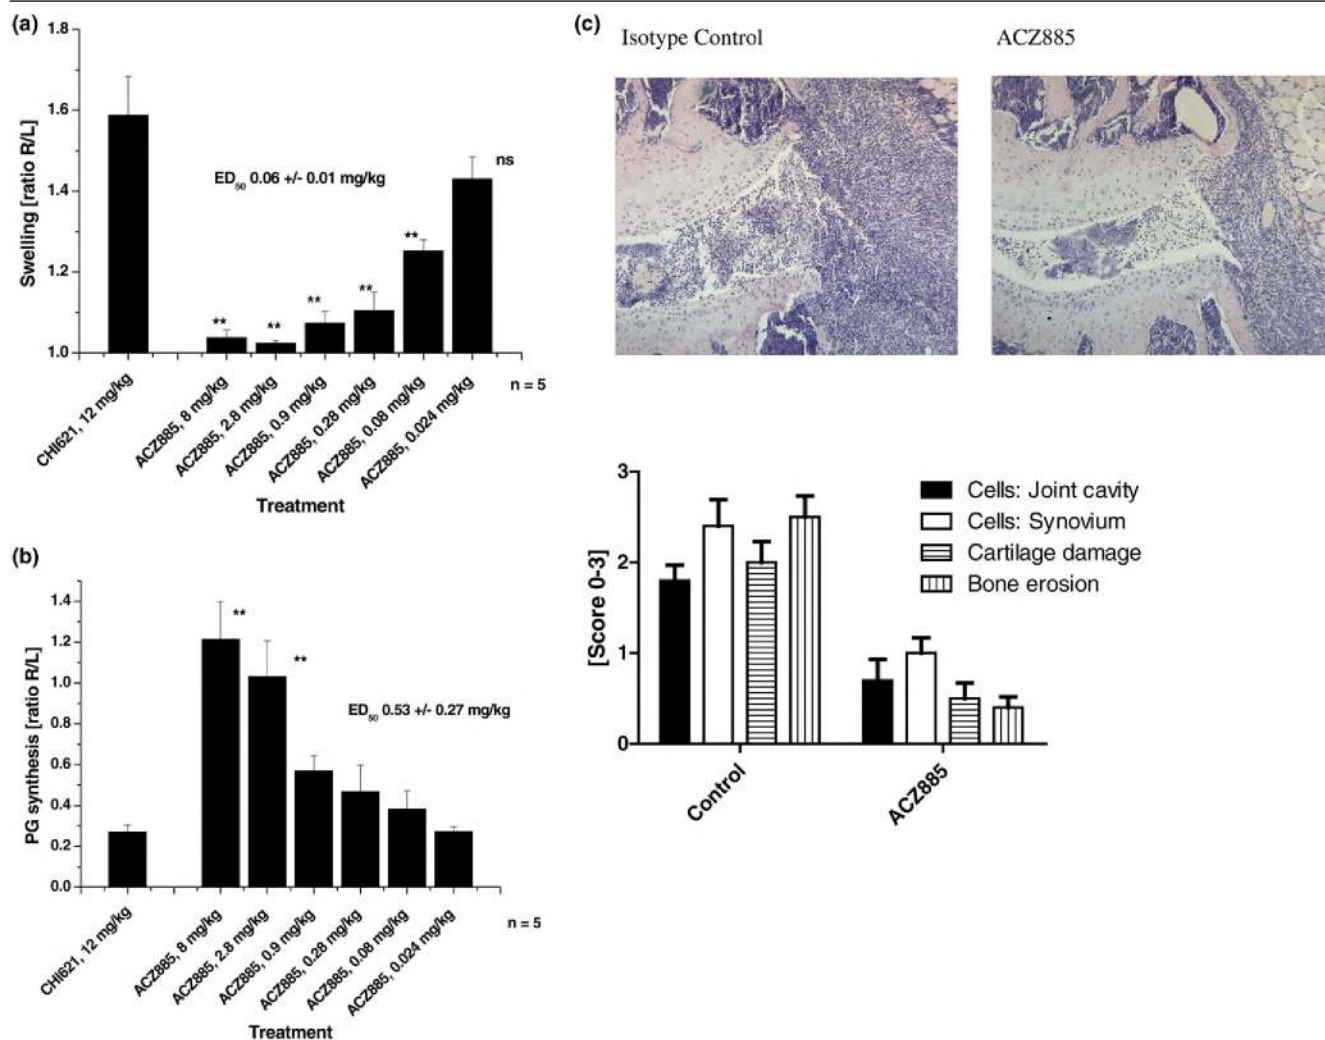 (a)
1.8
1.6
1.4
1.2
1.0
Swelling [ratio R/L]
ED50 0.06 +/- 0.01 mg/kg
**
**
**
**
**
ns
n = 5
CHI621, 12 mg/kg
ACZ885, 8 mg/kg
ACZ885, 2.8 mg/kg
ACZ885, 0.9 mg/kg
ACZ885, 0.28 mg/kg
ACZ885, 0.08 mg/kg
ACZ885, 0.024 mg/kg
Treatment
(b)
1.4
1.2
1.0
0.8
0.6
0.4
0.2
0.0
PG synthesis [ratio R/L]
**
**
ED50 0.53 +/- 0.27 mg/kg
n = 5
CHI621, 12 mg/kg
ACZ885, 8 mg/kg
ACZ885, 2.8 mg/kg
ACZ885, 0.9 mg/kg
ACZ885, 0.28 mg/kg
ACZ885, 0.08 mg/kg
ACZ885, 0.024 mg/kg
Treatment
(c)
Isotype Control
ACZ885
3
2
1
0
[Score 0-3]
Cells: Joint cavity
Cells: Synovium
Cartilage damage
Bone erosion
Control
ACZ885